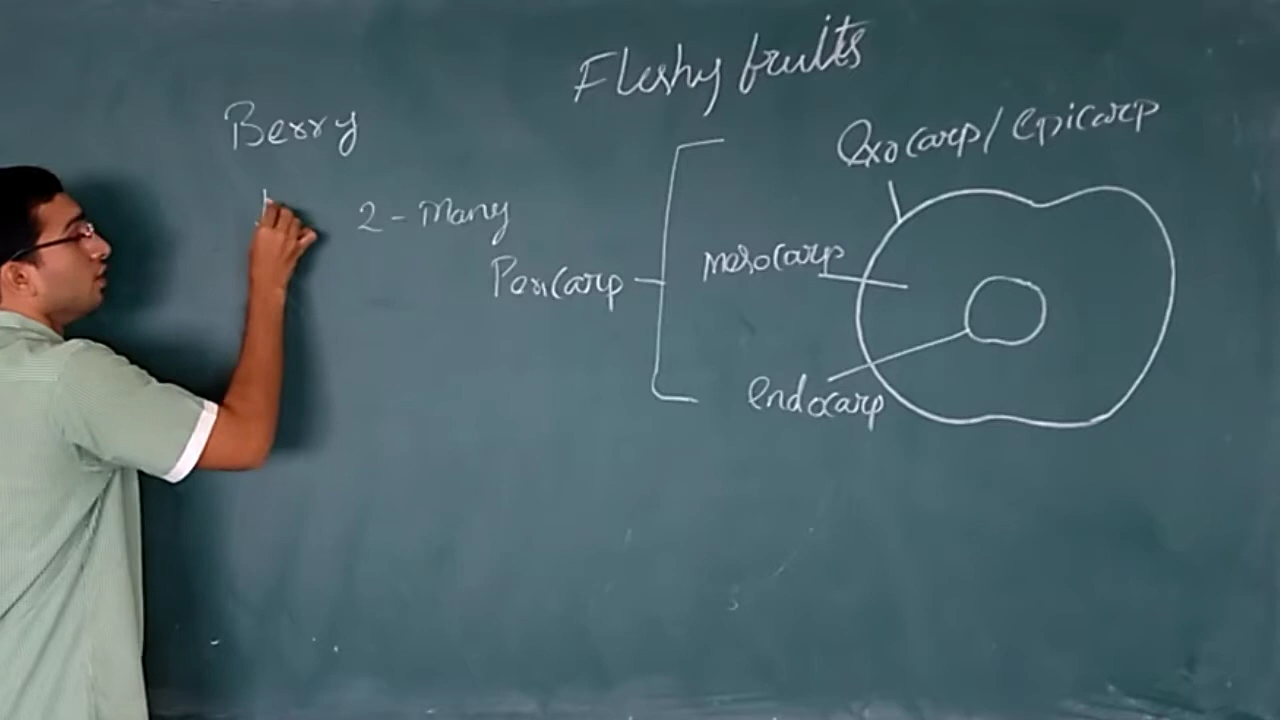 Fleshy fruits
Berry
Exocarp/ epicarp
2 - Many
Mesocarp
Pericarp
endocarp